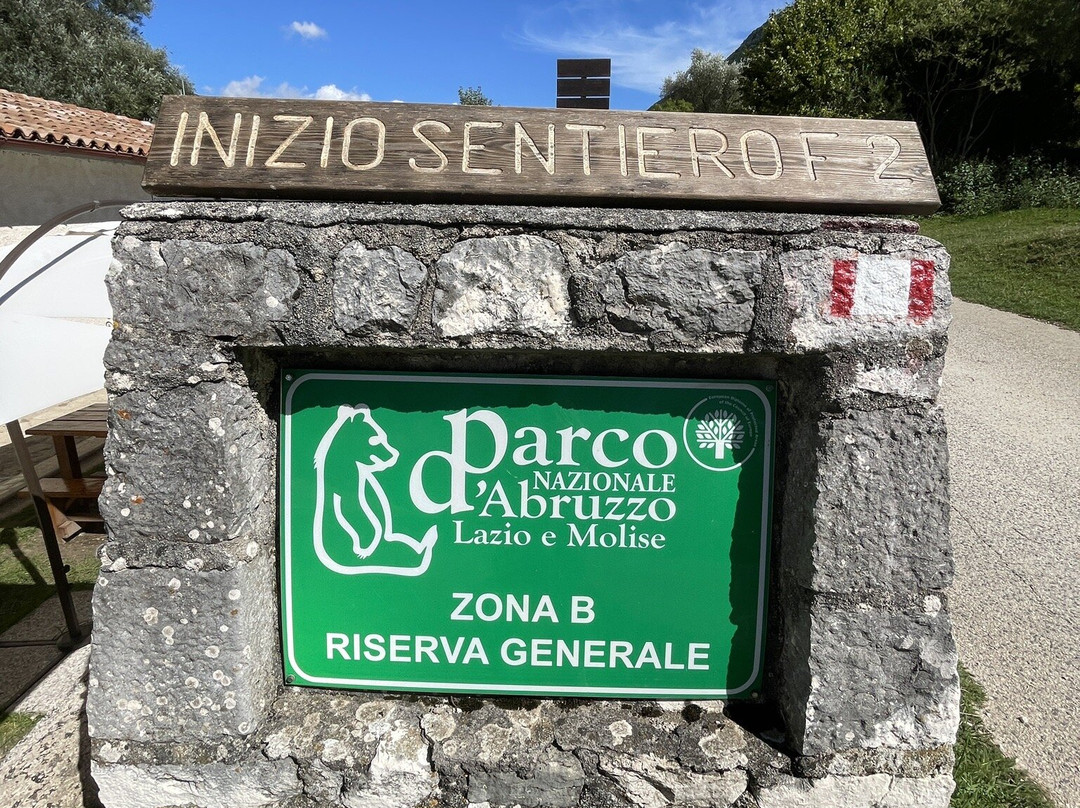 INIZIO SENTIERO F 2
Parco
NAZIONALE
d'Abruzzo
Lazio e Molise
ZONA B
RISERVA GENERALE